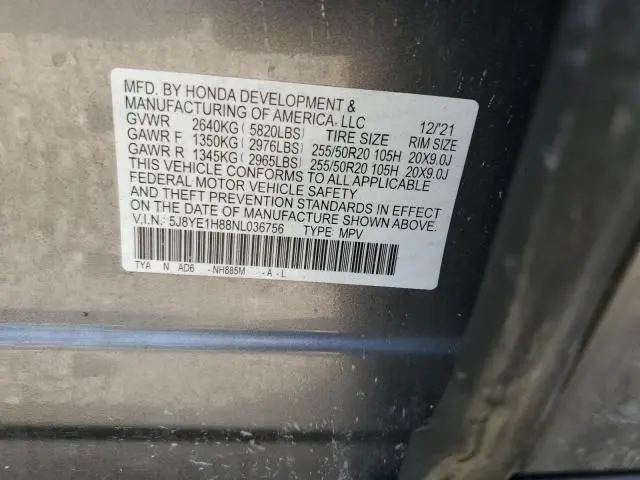 MFD. BY HONDA DEVELOPMENT &
MANUFACTURING OF AMERICA, LLC 12/'21
GVWR 2640KG ( 5820LBS) TIRE SIZE RIM SIZE
GAWR F 1350KG ( 2976LBS) 255/50R20 105H 20X9.0J
GAWR R 1345KG ( 2965LBS) 255/50R20 105H 20X9.0J
THIS VEHICLE CONFORMS TO ALL APPLICABLE
FEDERAL MOTOR VEHICLE SAFETY
AND THEFT PREVENTION STANDARDS IN EFFECT
ON THE DATE OF MANUFACTURE SHOWN ABOVE.
V.I.N.: 5J8YE1H88NL036756 TYPE MPV
TYA N AD6 -NH885M -A-L